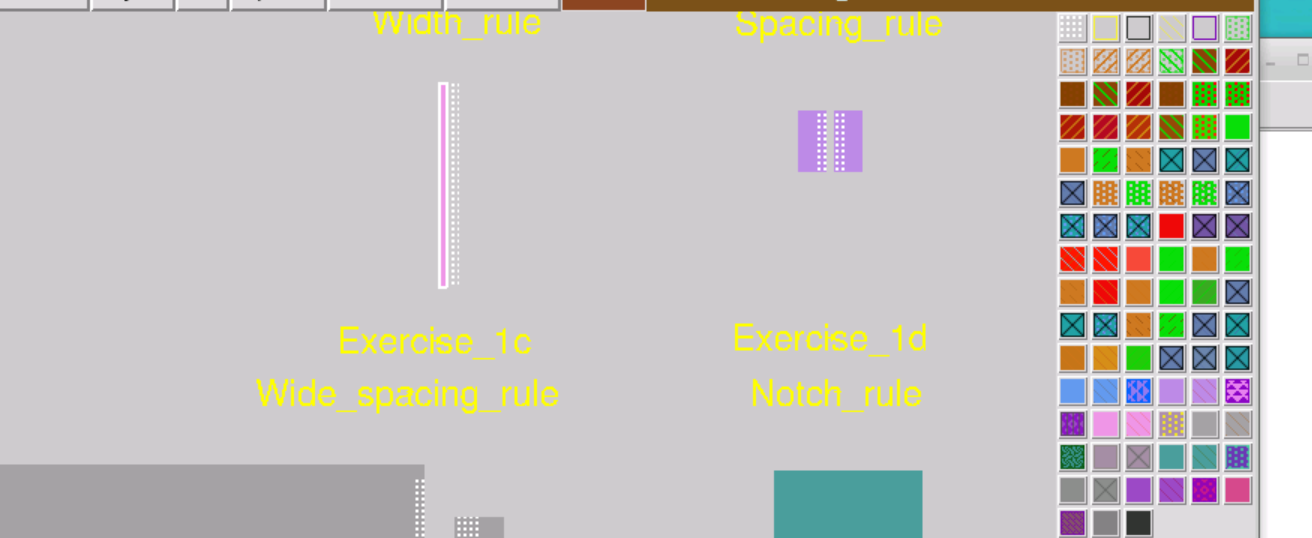 Width_rule
Spacing_rule
Exercise_1c
Exercise_1d
Wide_spacing_rule
Notch_rule